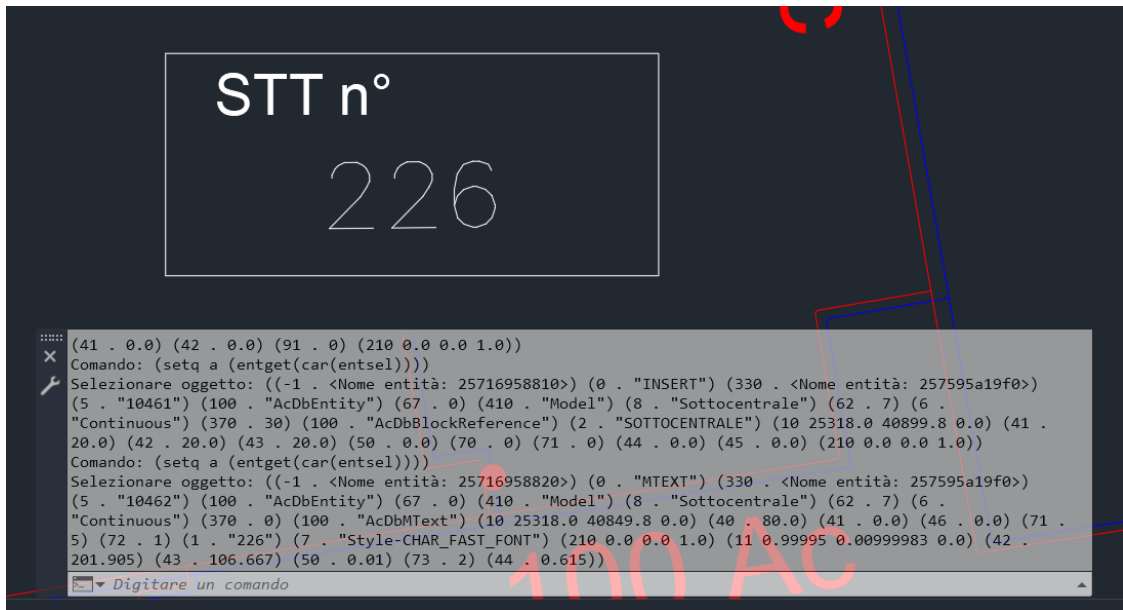 STT n°
226
(41 . 0.0) (42 . 0.0) (91 . 0) (210 0.0 0.0 1.0))
Comando: (setq a (entget(car(entsel))))
Selezionare oggetto: ((-1 . <Nome entità: 25716958810>) (0 . "INSERT") (330 . <Nome entità: 257595a19f0>)
(5 . "10461") (100 . "AcDbEntity") (67 . 0) (410 . "Model") (8 . "Sottocentrale") (62 . 7) (6 .
"Continuous") (370 . 30) (100 . "AcDbBlockReference") (2 . "SOTTOCENTRALE") (10 25318.0 40899.8 0.0) (41 .
20.0) (42 . 20.0) (43 . 20.0) (50 . 0.0) (70 . 0) (71 . 0) (44 . 0.0) (45 . 0.0) (210 0.0 0.0 1.0))
Comando: (setq a (entget(car(entsel))))
Selezionare oggetto: ((-1 . <Nome entità: 25716958820>) (0 . "MTEXT") (330 . <Nome entità: 257595a19f0>)
(5 . "10462") (100 . "AcDbEntity") (67 . 0) (410 . "Model") (8 . "Sottocentrale") (62 . 7) (6 .
"Continuous") (370 . 0) (100 . "AcDbMText") (10 25318.0 40849.8 0.0) (40 . 80.0) (41 . 0.0) (46 . 0.0) (71 .
5) (72 . 1) (1 . "226") (7 . "Style-CHAR_FAST_FONT") (210 0.0 0.0 1.0) (11 0.99995 0.00999983 0.0) (42 .
201.905) (43 . 106.667) (50 . 0.01) (73 . 2) (44 . 0.615))
100 Ac
Digitare un comando